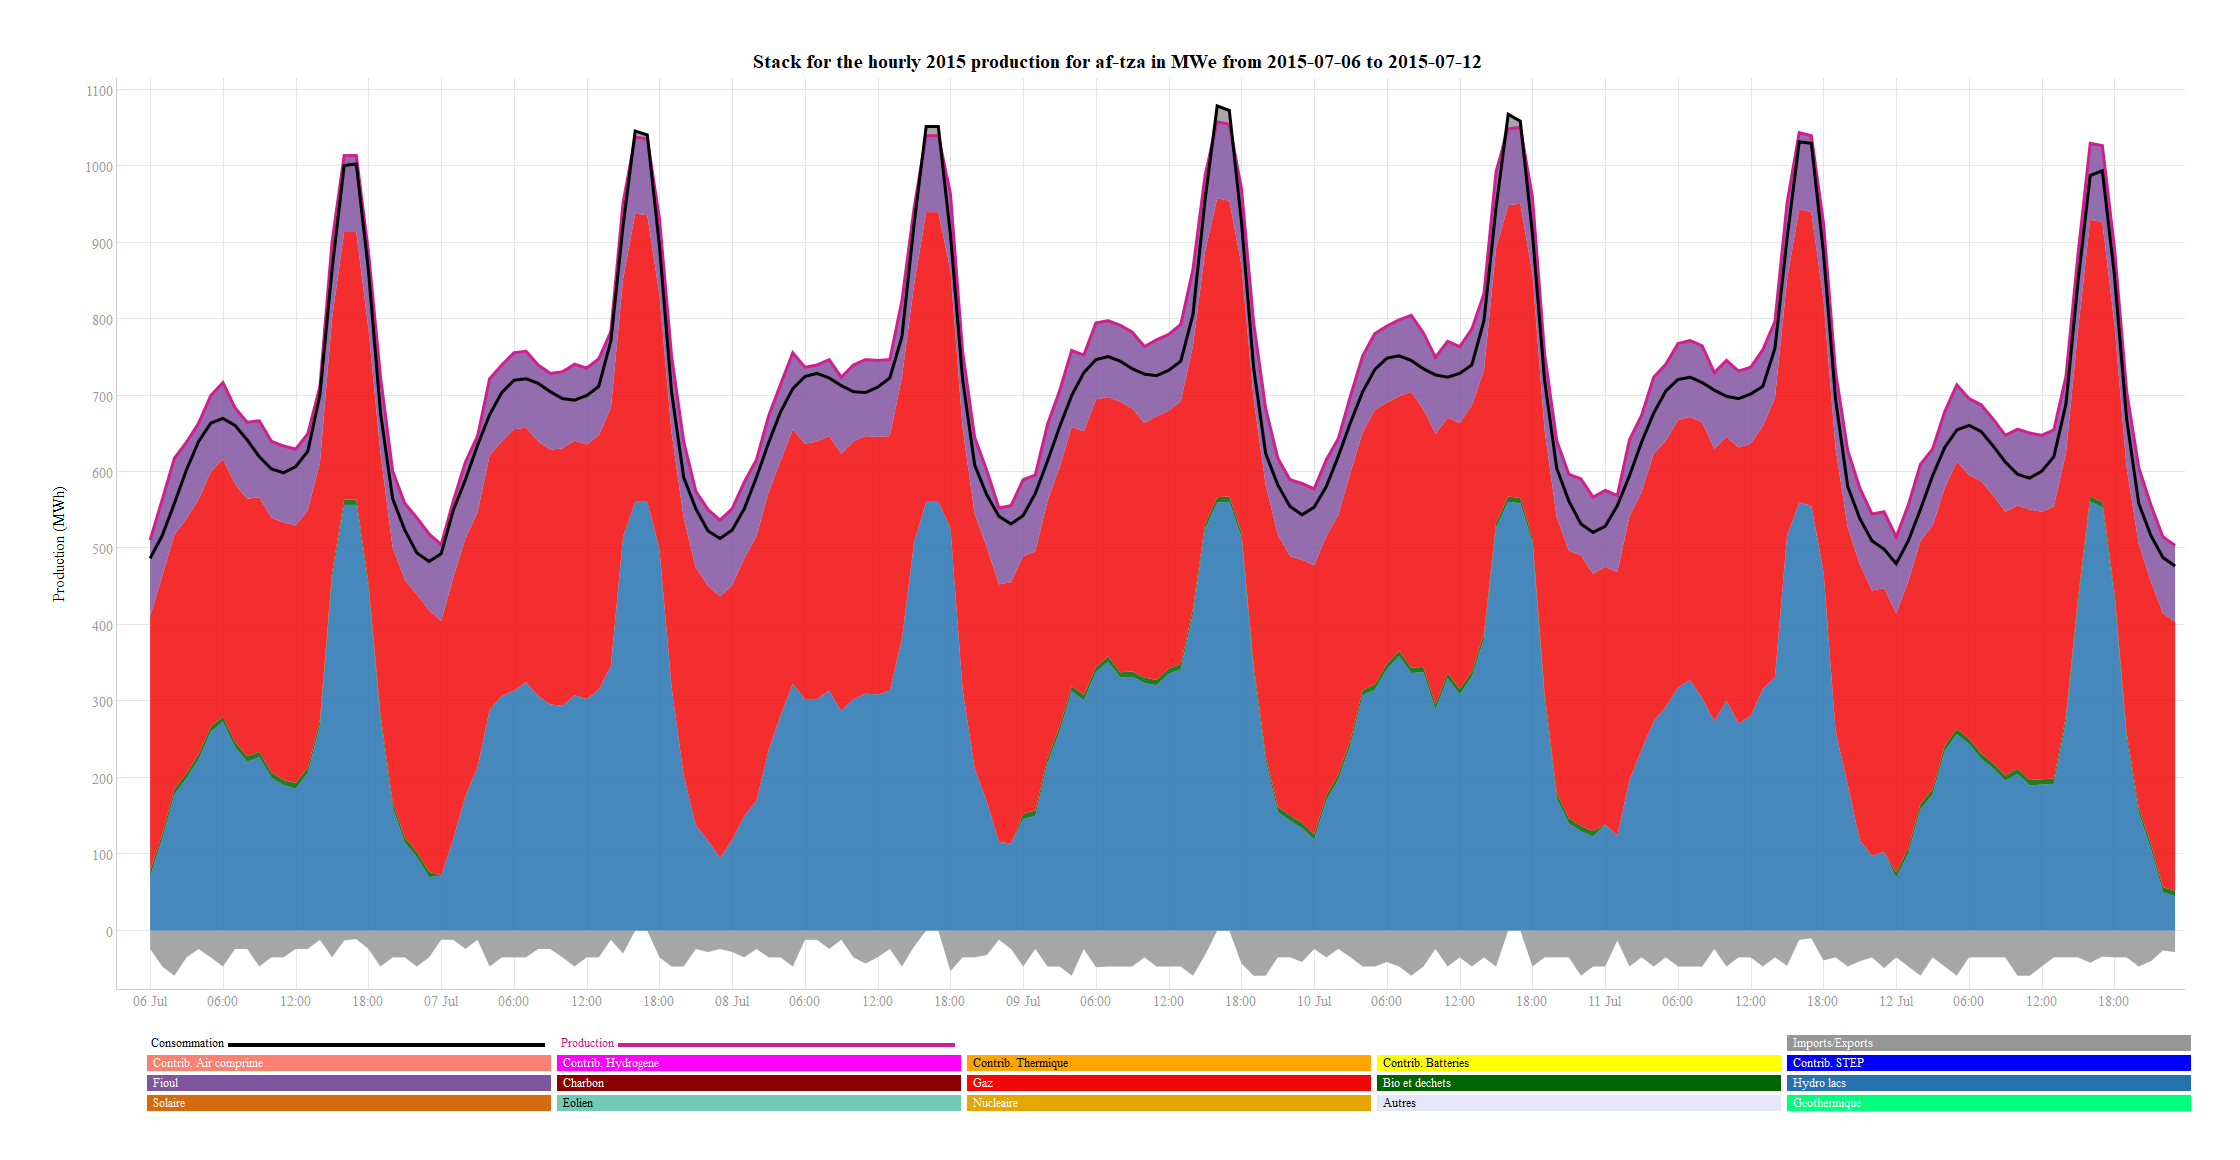 Stack for the hourly 2015 production for af-tza in MWe from 2015-07-06 to 2015-07-12
Production (MWh)
1100
1000
900
800
700
600
500
400
300
200
100
0
06 Jul 06:00 12:00 18:00 07 Jul 06:00 12:00 18:00 08 Jul 06:00 12:00 18:00 09 Jul 06:00 12:00 18:00 10 Jul 06:00 12:00 18:00 11 Jul 06:00 12:00 18:00 12 Jul 06:00 12:00 18:00
Consommation Production Imports/Exports
Contrib. Air comprime Contrib. Hydrogene Contrib. Thermique Contrib. Batteries Contrib. STEP
Fioul Charbon Gaz Bio et dechets Hydro lacs
Solaire Eolien Nucleaire Autres Geothermique